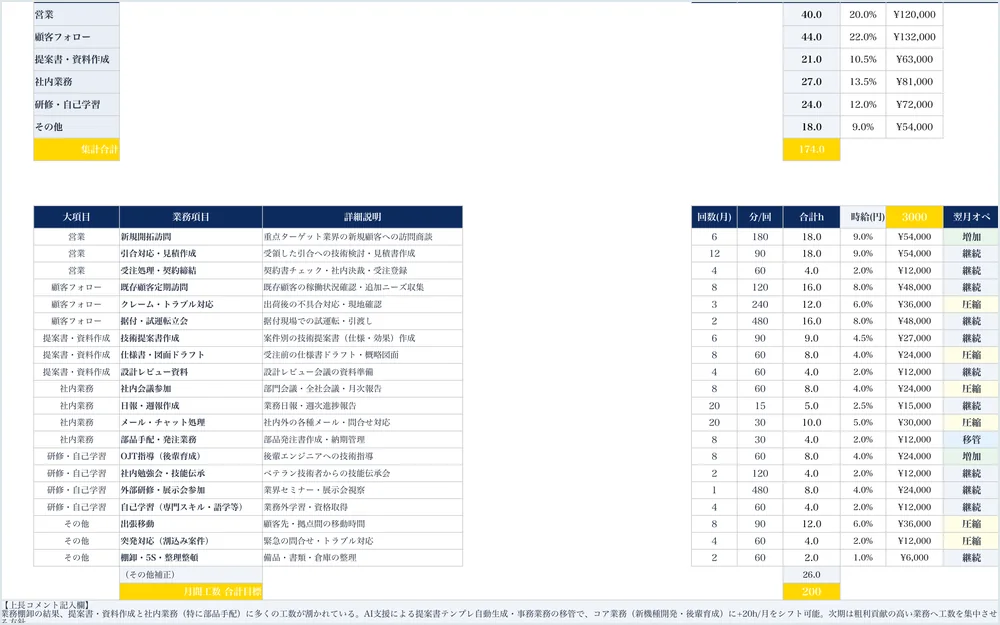 営業 40.0 20.0% ¥120,000
顧客フォロー 44.0 22.0% ¥132,000
提案書・資料作成 21.0 10.5% ¥63,000
社内業務 27.0 13.5% ¥81,000
研修・自己学習 24.0 12.0% ¥72,000
その他 18.0 9.0% ¥54,000
集計合計 174.0
大項目 業務項目 詳細説明 回数(月) 分/回 合計h 時給(円) 3000 翌月オペ
営業 新規開拓訪問 重点ターゲット業界の新規顧客への訪問商談 6 180 18.0 9.0% ¥54,000 増加
営業 引合対応・見積作成 受領した引合への技術検討・見積書作成 12 90 18.0 9.0% ¥54,000 継続
営業 受注処理・契約締結 契約書チェック・社内決裁・受注登録 4 60 4.0 2.0% ¥12,000 継続
顧客フォロー 既存顧客定期訪問 既存顧客の稼働状況確認・追加ニーズ収集 8 120 16.0 8.0% ¥48,000 継続
顧客フォロー クレーム・トラブル対応 出荷後の不具合対応・現地確認 3 240 12.0 6.0% ¥36,000 圧縮
顧客フォロー 据付・試運転立会 据付現場での試運転・引渡し 2 480 16.0 8.0% ¥48,000 継続
提案書・資料作成 技術提案書作成 案件別の技術提案書（仕様・効果）作成 6 90 9.0 4.5% ¥27,000 継続
提案書・資料作成 仕様書・図面ドラフト 受注前の仕様書ドラフト・概略図面 8 60 8.0 4.0% ¥24,000 圧縮
提案書・資料作成 設計レビュー資料 設計レビュー会議の資料準備 4 60 4.0 2.0% ¥12,000 継続
社内業務 社内会議参加 部門会議・全社会議・月次報告 8 60 8.0 4.0% ¥24,000 圧縮
社内業務 日報・週報作成 業務日報・週次進捗報告 20 15 5.0 2.5% ¥15,000 継続
社内業務 メール・チャット処理 社内外の各種メール・問合せ対応 20 30 10.0 5.0% ¥30,000 圧縮
社内業務 部品手配・発注業務 部品発注書作成・納期管理 8 30 4.0 2.0% ¥12,000 移管
研修・自己学習 OJT指導（後輩育成） 後輩エンジニアへの技術指導 8 60 8.0 4.0% ¥24,000 増加
研修・自己学習 社内勉強会・技能伝承 ベテラン技術者からの技能伝承会 2 120 4.0 2.0% ¥12,000 継続
研修・自己学習 外部研修・展示会参加 業界セミナー・展示会視察 1 480 8.0 4.0% ¥24,000 継続
研修・自己学習 自己学習（専門スキル・語学等） 業務外学習・資格取得 4 60 4.0 2.0% ¥12,000 継続
その他 出張移動 顧客先・拠点間の移動時間 8 90 12.0 6.0% ¥36,000 圧縮
その他 突発対応（割込み案件） 緊急の問合せ・トラブル対応 4 60 4.0 2.0% ¥12,000 圧縮
その他 棚卸・5S・整理整頓 備品・書類・倉庫の整理 2 60 2.0 1.0% ¥6,000 継続
（その他補正） 26.0
月間工数 合計目標 200
【上長コメント記入欄】
業務棚卸の結果、提案書・資料作成と社内業務（特に部品手配）に多くの工数が割かれている。AI支援による提案書テンプレ自動生成・事務業務の移管で、コア業務（新機種開発・後輩育成）に+20h/月をシフト可能。次期は粗利貢献の高い業務へ工数を集中させ